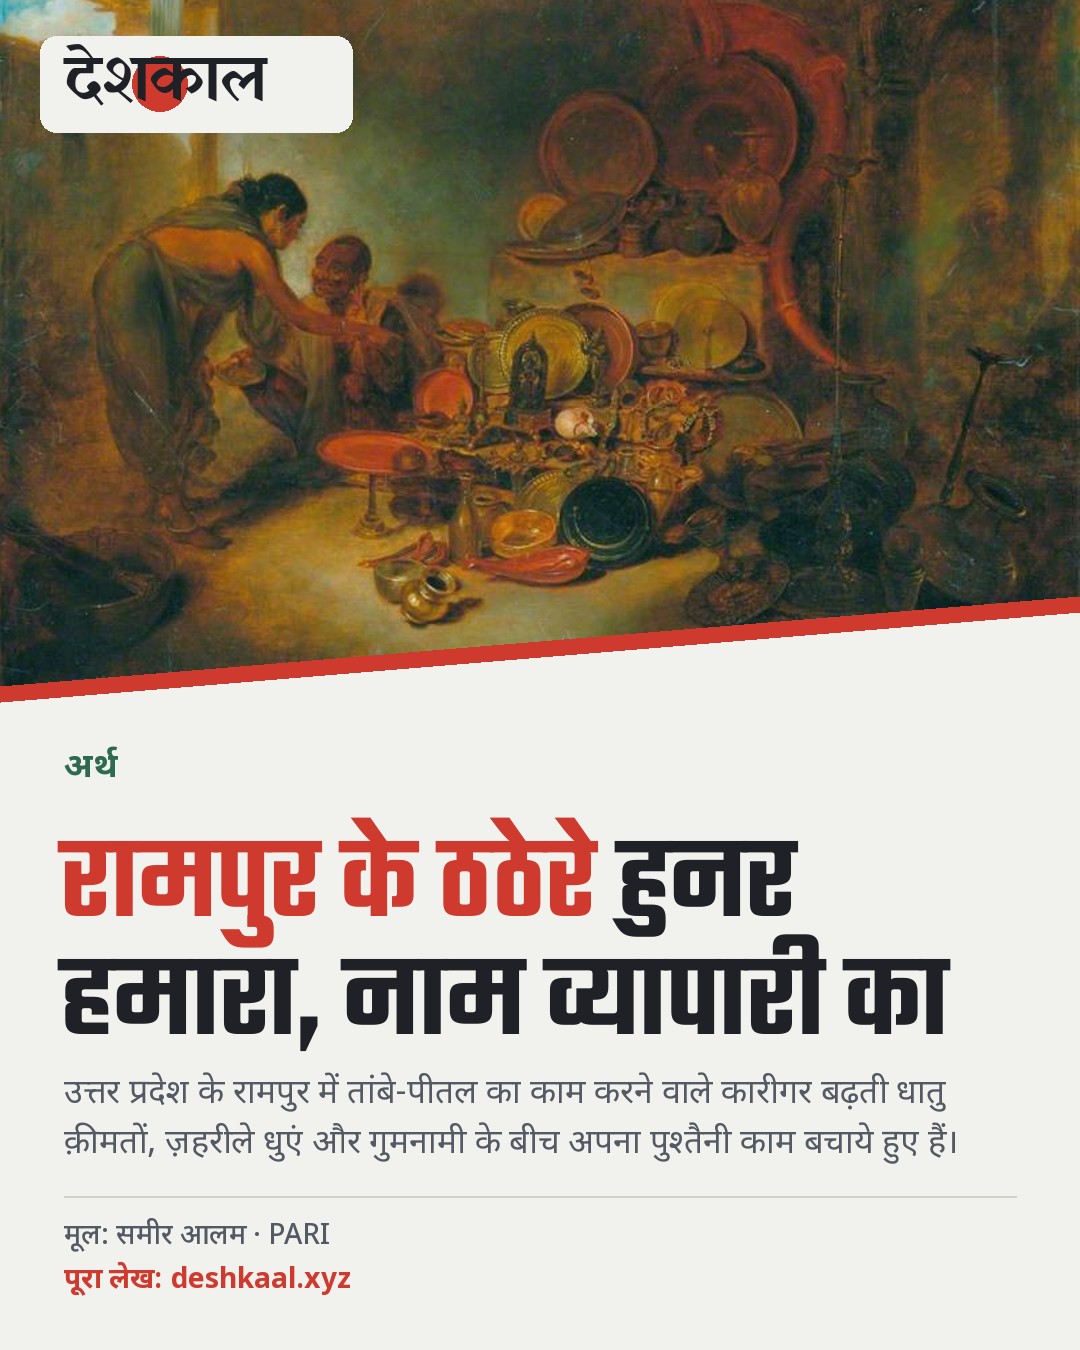 देशकाल
अर्थ
रामपुर के ठठेरे हुनर
हमारा, नाम व्यापारी का
उत्तर प्रदेश के रामपुर में तांबे-पीतल का काम करने वाले कारीगर बढ़ती धातु
क़ीमतों, ज़हरीले धुएं और गुमनामी के बीच अपना पुश्तैनी काम बचाये हुए हैं।
मूल: समीर आलम · PARI
पूरा लेख: deshkaal.xyz